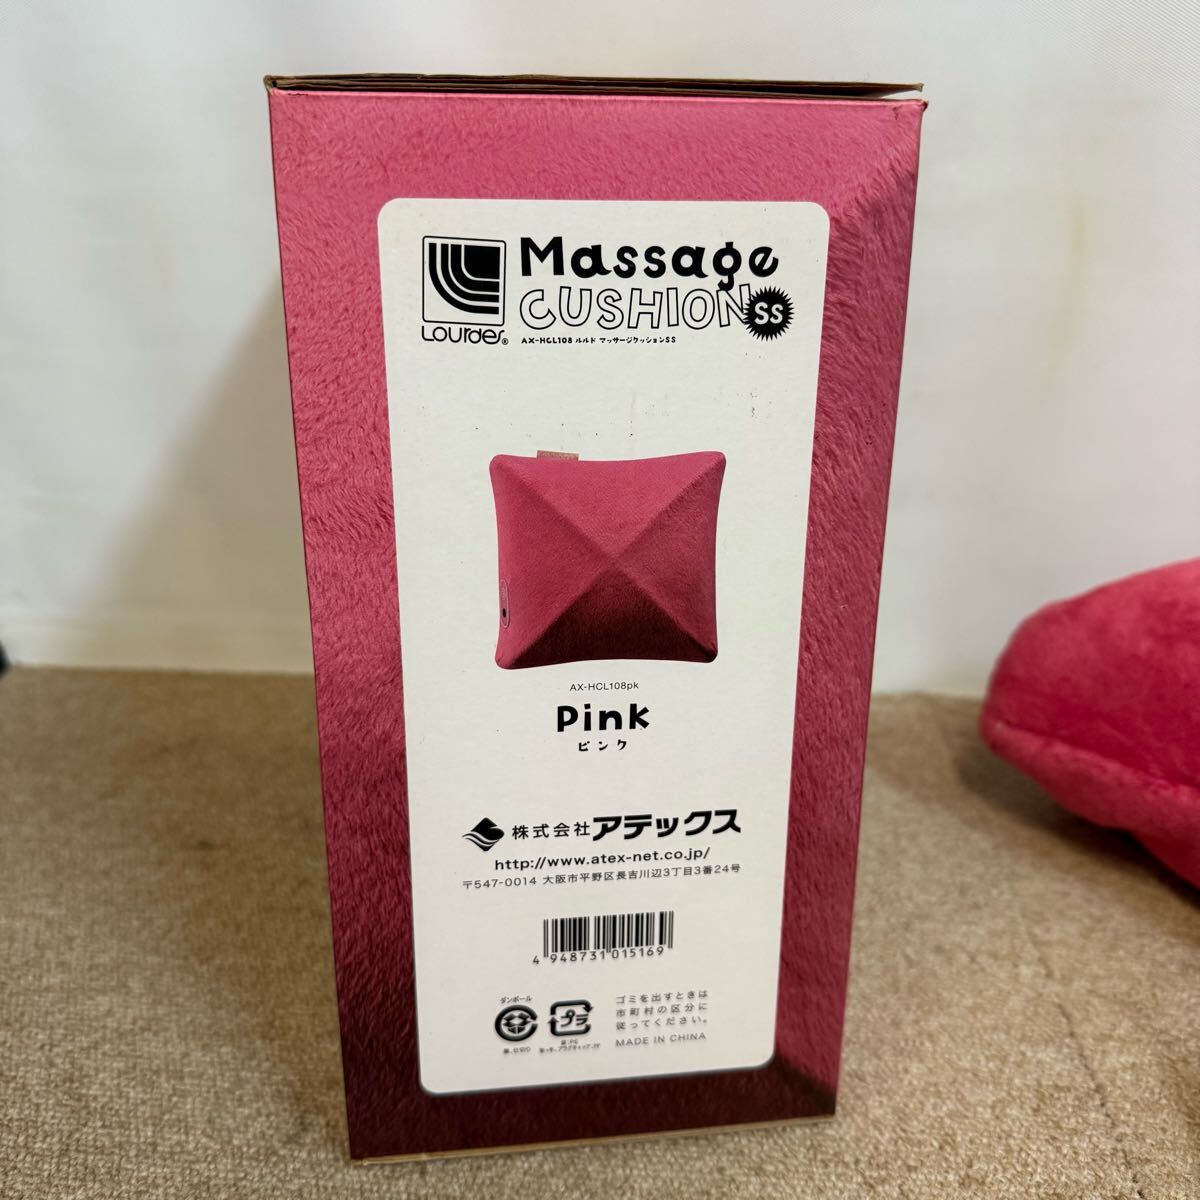 Lourdes®
Massage
CUSHION SS
AX-HCL108 ルルド マッサージクッションSS
AX-HCL108pk
Pink
ピンク
株式会社アテックス
http://www.atex-net.co.jp/
〒547-0014 大阪市平野区長吉川辺3丁目3番24号
4 948731 015169
ダンボール
プラ
ゴミを出すときは
市町村の区分に
従ってください。
MADE IN CHINA